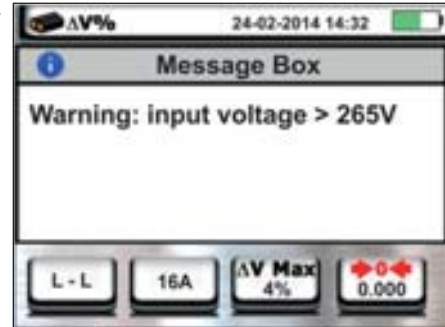 ΔV% 24-02-2014 14:32
Message Box
Warning: input voltage > 265V
L - L 16A ΔV Max 4% 0 0.000